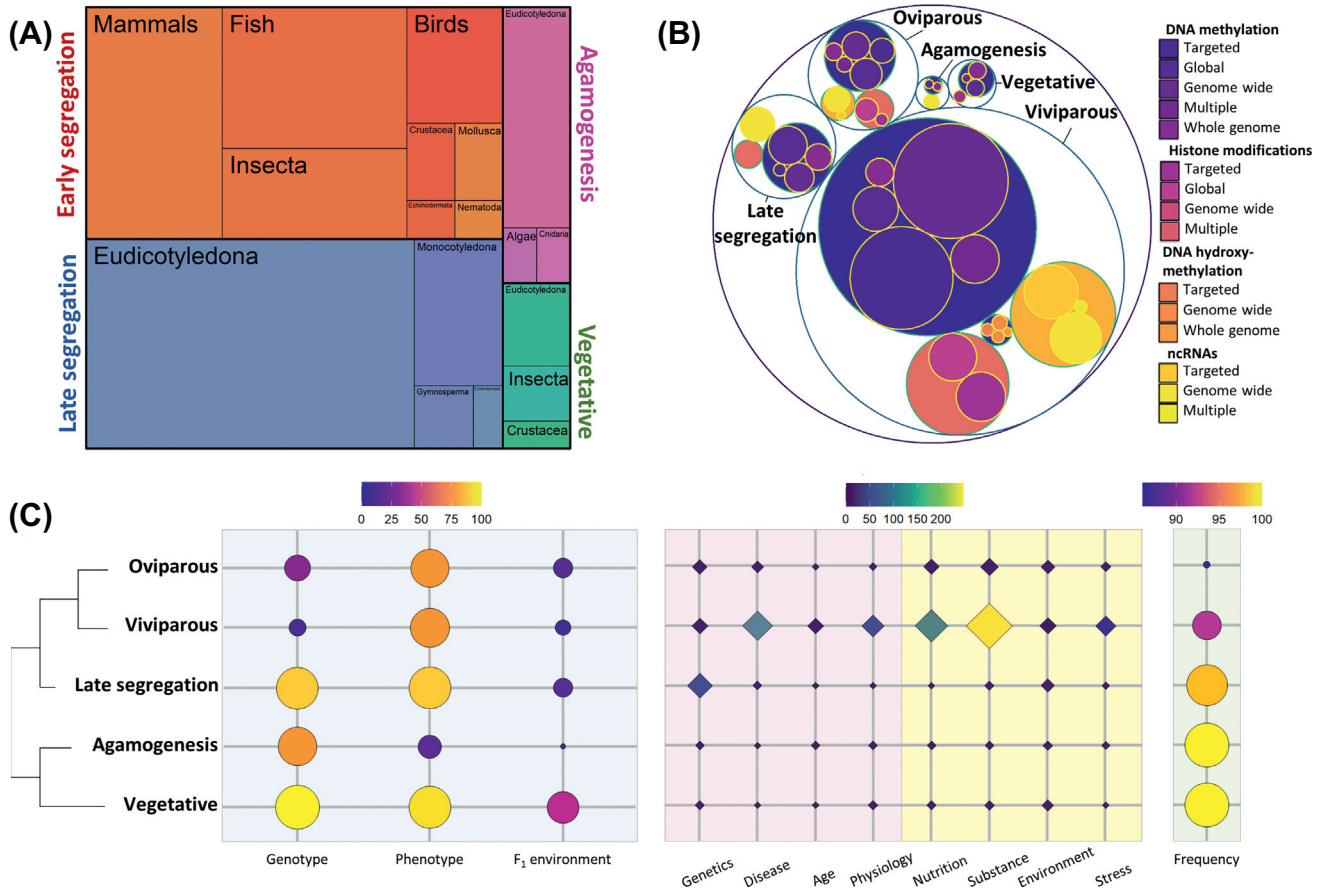 (A)
Early segregation
Late segregation
Agamogenesis
Vegetative
Mammals
Fish
Birds
Insecta
Crustacea
Mollusca
Echinodermata
Nematoda
Eudicotyledona
Algae
Cnidaria
Eudicotyledona
Monocotyledona
Gymnosperma
Eudicotyledona
Insecta
Crustacea
(B)
Oviparous
Agamogenesis
Vegetative
Viviparous
Late
segregation
DNA methylation
Targeted
Global
Genome wide
Multiple
Whole genome
Histone modifications
Targeted
Global
Genome wide
Multiple
DNA hydroxy-
methylation
Targeted
Genome wide
Whole genome
ncRNAs
Targeted
Genome wide
Multiple
(C)
0 25 50 75 100
0 50 100 150 200
90 95 100
Oviparous
Viviparous
Late segregation
Agamogenesis
Vegetative
Genotype
Phenotype
F₁ environment
Genetics
Disease
Age
Physiology
Nutrition
Substance
Environment
Stress
Frequency